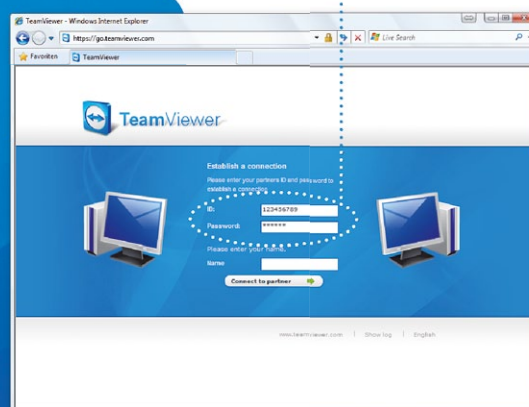 TeamViewer - Windows Internet Explorer
https://go.teamviewer.com
Live Search
Favoriten
TeamViewer
TeamViewer
Establish a connection
Please enter your partners ID and password to
establish a connection
ID: 123456789
Password: ******
Please enter your name.
Name
Connect to partner
www.teamviewer.com | Show log | English